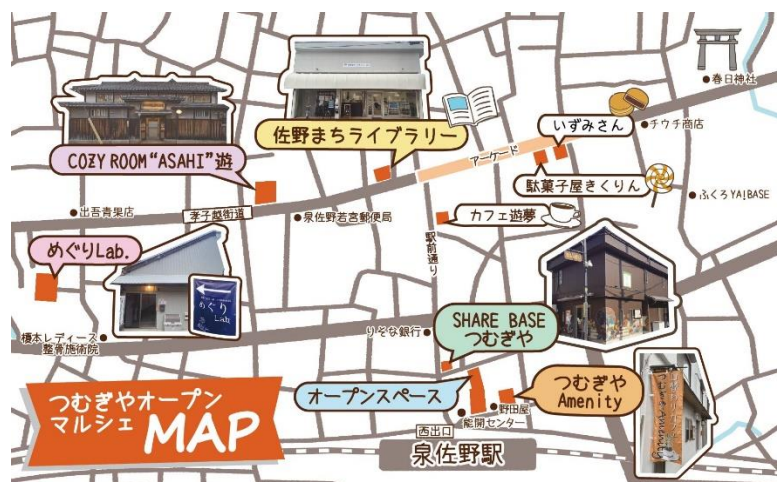 春日神社
佐野まちライブラリー
いずみさん
チウチ商店
COZY ROOM "ASAHI"遊
アーケード
駄菓子屋きくりん
ふくろYA!BASE
出吾青果店
孝子越街道
泉佐野若宮郵便局
カフェ遊夢
駅前通り
めぐりLab.
めぐり
Lab
榎本レディース
整骨施術院
りそな銀行
SHARE BASE
つむぎや
オープンスペース
つむぎや
Amenity
野田屋
能開センター
西出口
泉佐野駅
つむぎやオープン
マルシェ MAP